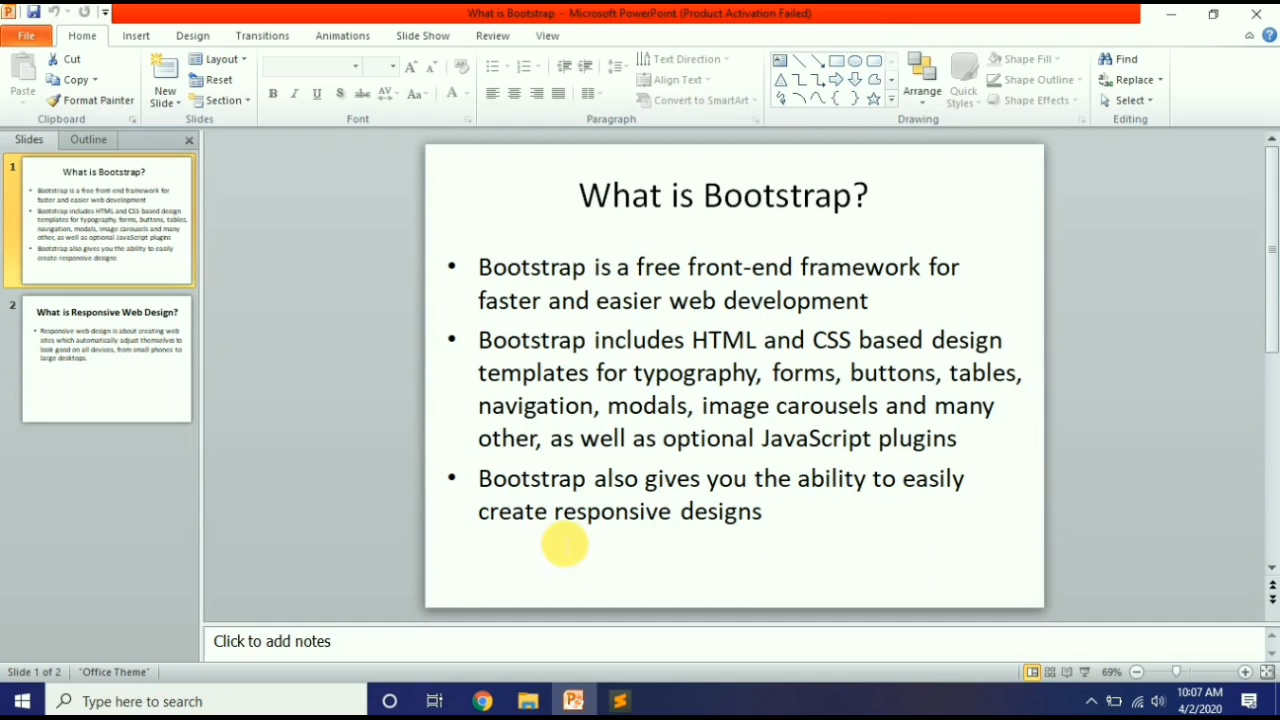 What is Bootstrap - Microsoft PowerPoint (Product Activation Failed)
File Home Insert Design Transitions Animations Slide Show Review View
Cut Layout Text Direction Shape Fill Find
Copy Reset Align Text Shape Outline Replace
Paste Format Painter New Slide Section B I U S abc AV Aa A Convert to SmartArt Arrange Quick Styles Shape Effects Select
Clipboard Slides Font Paragraph Drawing Editing
Slides Outline
1
What is Bootstrap?
• Bootstrap is a free front end framework for
faster and easier web development
• Bootstrap includes HTML and CSS based design
templates for typography, forms, buttons, tables,
navigation, modals, image carousels and many
other, as well as optional JavaScript plugins
• Bootstrap also gives you the ability to easily
create responsive designs
2
What is Responsive Web Design?
• Responsive web design is about creating web
sites which automatically adjust themselves to
look good on all devices, from small phones to
large desktops.
What is Bootstrap?
• Bootstrap is a free front-end framework for
faster and easier web development
• Bootstrap includes HTML and CSS based design
templates for typography, forms, buttons, tables,
navigation, modals, image carousels and many
other, as well as optional JavaScript plugins
• Bootstrap also gives you the ability to easily
create responsive designs
Click to add notes
Slide 1 of 2 "Office Theme" 69%
Type here to search
10:07 AM
4/2/2020